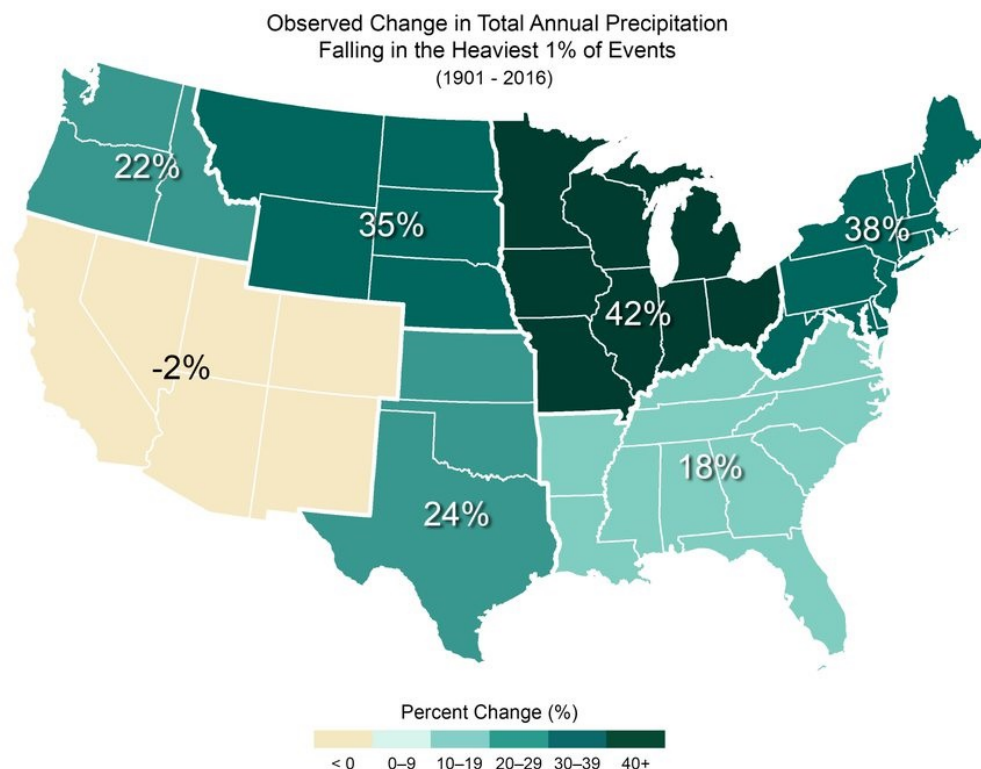 Observed Change in Total Annual Precipitation
Falling in the Heaviest 1% of Events
(1901 - 2016)
22%
35%
38%
42%
-2%
18%
24%
Percent Change (%)
< 0 0–9 10–19 20–29 30–39 40+